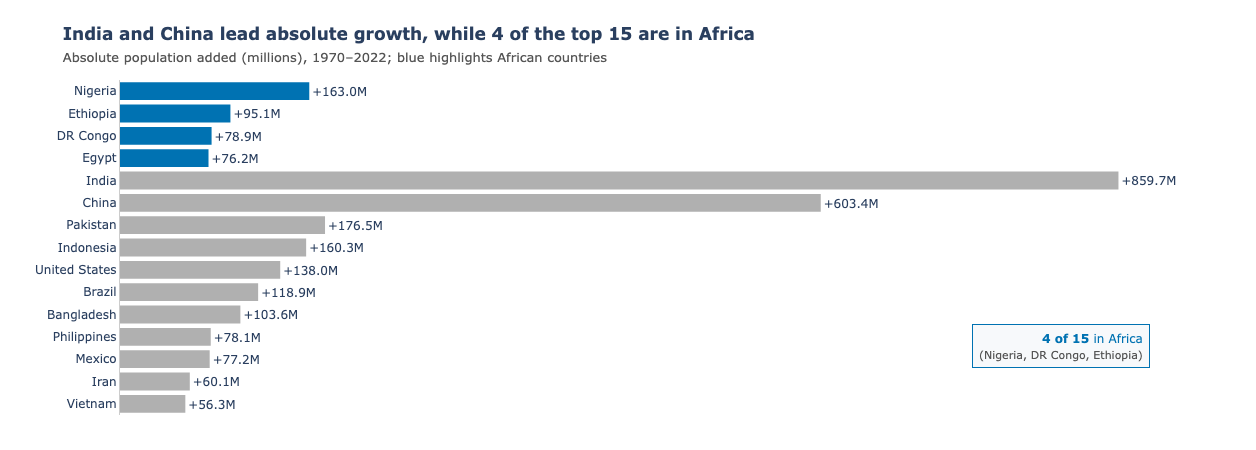 India and China lead absolute growth, while 4 of the top 15 are in Africa
Absolute population added (millions), 1970–2022; blue highlights African countries
Nigeria +163.0M
Ethiopia +95.1M
DR Congo +78.9M
Egypt +76.2M
India +859.7M
China +603.4M
Pakistan +176.5M
Indonesia +160.3M
United States +138.0M
Brazil +118.9M
Bangladesh +103.6M
Philippines +78.1M
Mexico +77.2M
Iran +60.1M
Vietnam +56.3M
4 of 15 in Africa
(Nigeria, DR Congo, Ethiopia)